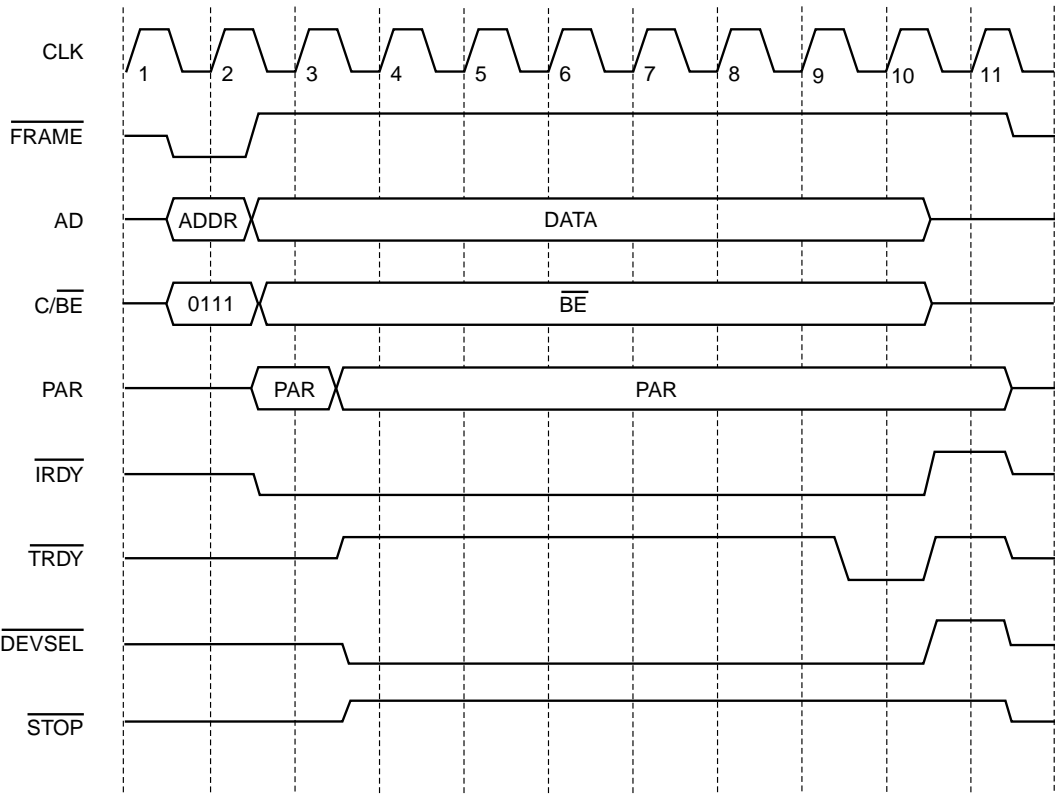 CLK
1 2 3 4 5 6 7 8 9 10 11
FRAME
AD ADDR DATA
C/BE 0111 BE
PAR PAR PAR
IRDY
TRDY
DEVSEL
STOP